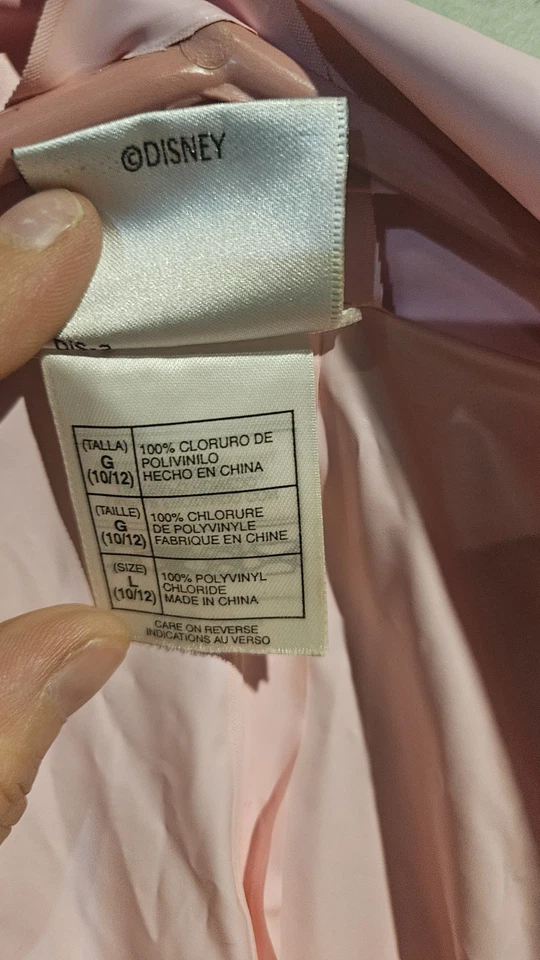 ©DISNEY
(TALLA)
G
(10/12)
100% CLORURO DE
POLIVINILO
HECHO EN CHINA
(TAILLE)
G
(10/12)
100% CHLORURE
DE POLYVINYLE
FABRIQUE EN CHINE
(SIZE)
L
(10/12)
100% POLYVINYL
CHLORIDE
MADE IN CHINA
CARE ON REVERSE
INDICATIONS AU VERSO